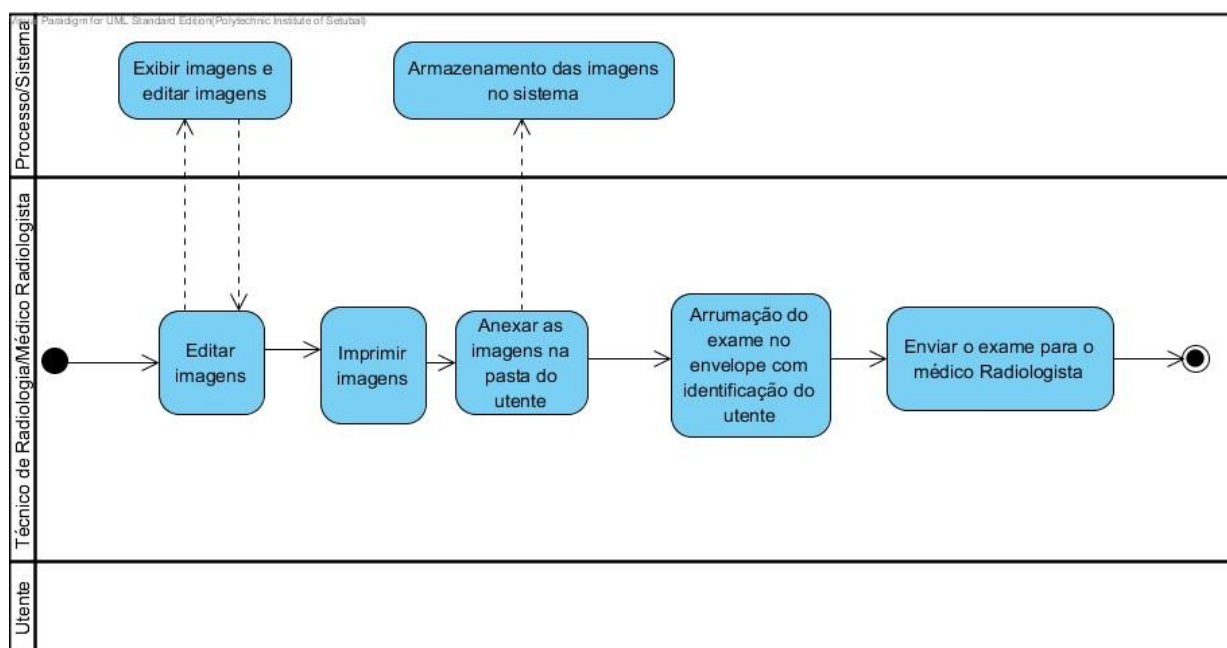 Visual Paradigm for UML Standard Edition(Polytechnic Institute of Setubal)
Processo/Sistema
Exibir imagens e
editar imagens
Armazenamento das imagens
no sistema
Técnico de Radiologia/Médico Radiologista
Editar
imagens
Imprimir
imagens
Anexar as
imagens na
pasta do
utente
Arrumação do
exame no
envelope com
identificação do
utente
Enviar o exame para o
médico Radiologista
Utente